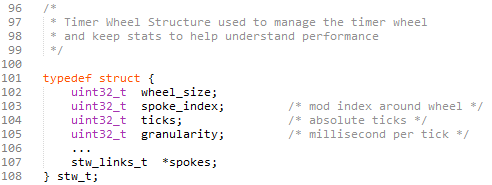 96 /*
97  * Timer Wheel Structure used to manage the timer wheel
98  * and keep stats to help understand performance
99  */
100
101 typedef struct {
102     uint32_t  wheel_size;
103     uint32_t  spoke_index;        /* mod index around wheel */
104     uint32_t  ticks;              /* absolute ticks */
105     uint32_t  granularity;        /* millisecond per tick */
106     ...
107     stw_links_t  *spokes;
108 } stw_t;